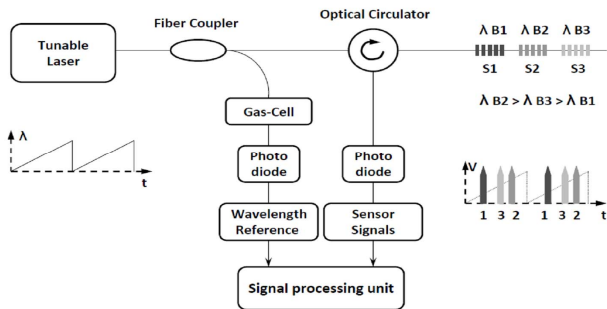 Fiber Coupler
Optical Circulator
Tunable
Laser
λ B1 λ B2 λ B3
S1 S2 S3
λ B2 > λ B3 > λ B1
Gas-Cell
λ
t
Photo
diode
Photo
diode
Wavelength
Reference
Sensor
Signals
V
t
1 3 2 1 3 2
Signal processing unit